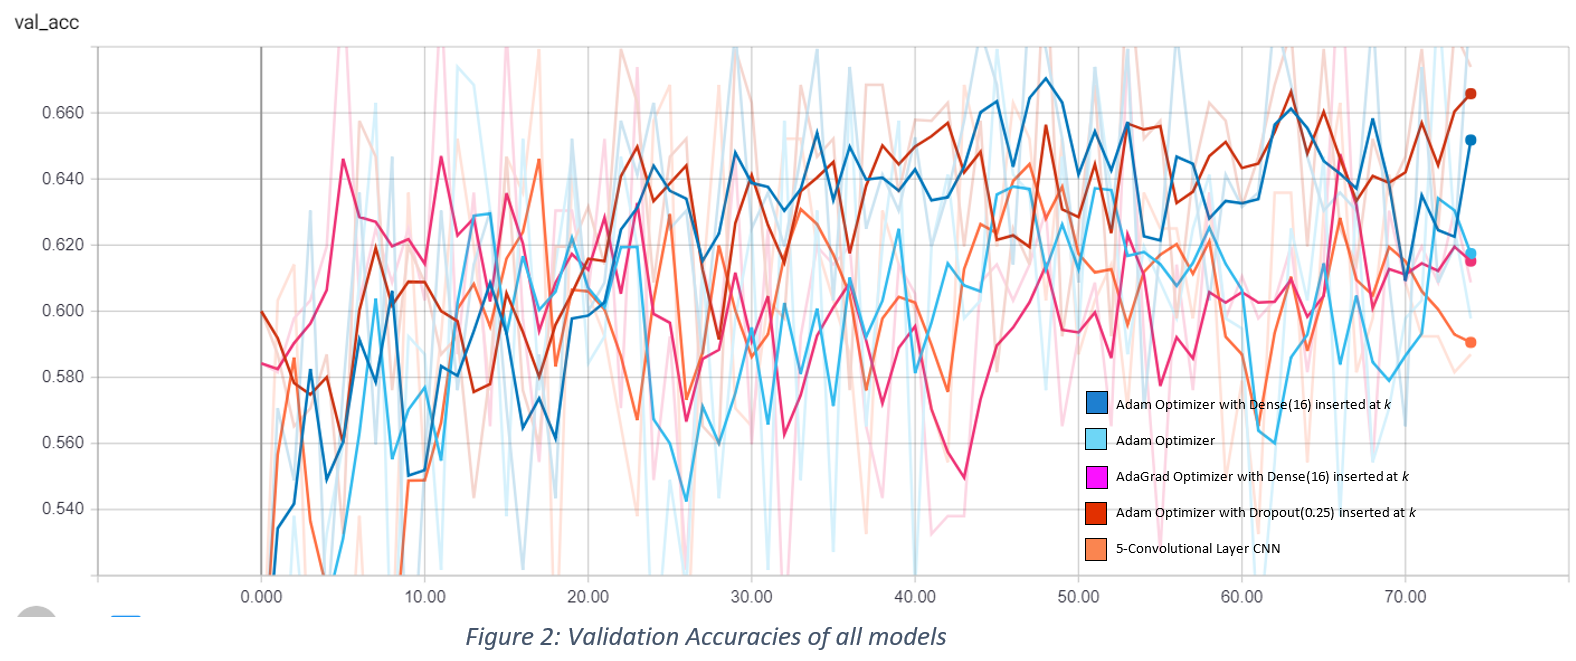 val_acc
0.660
0.640
0.620
0.600
0.580
0.560
0.540
Adam Optimizer with Dense(16) inserted at k
Adam Optimizer
AdaGrad Optimizer with Dense(16) inserted at k
Adam Optimizer with Dropout(0.25) inserted at k
5-Convolutional Layer CNN
0.000 10.00 20.00 30.00 40.00 50.00 60.00 70.00
Figure 2: Validation Accuracies of all models